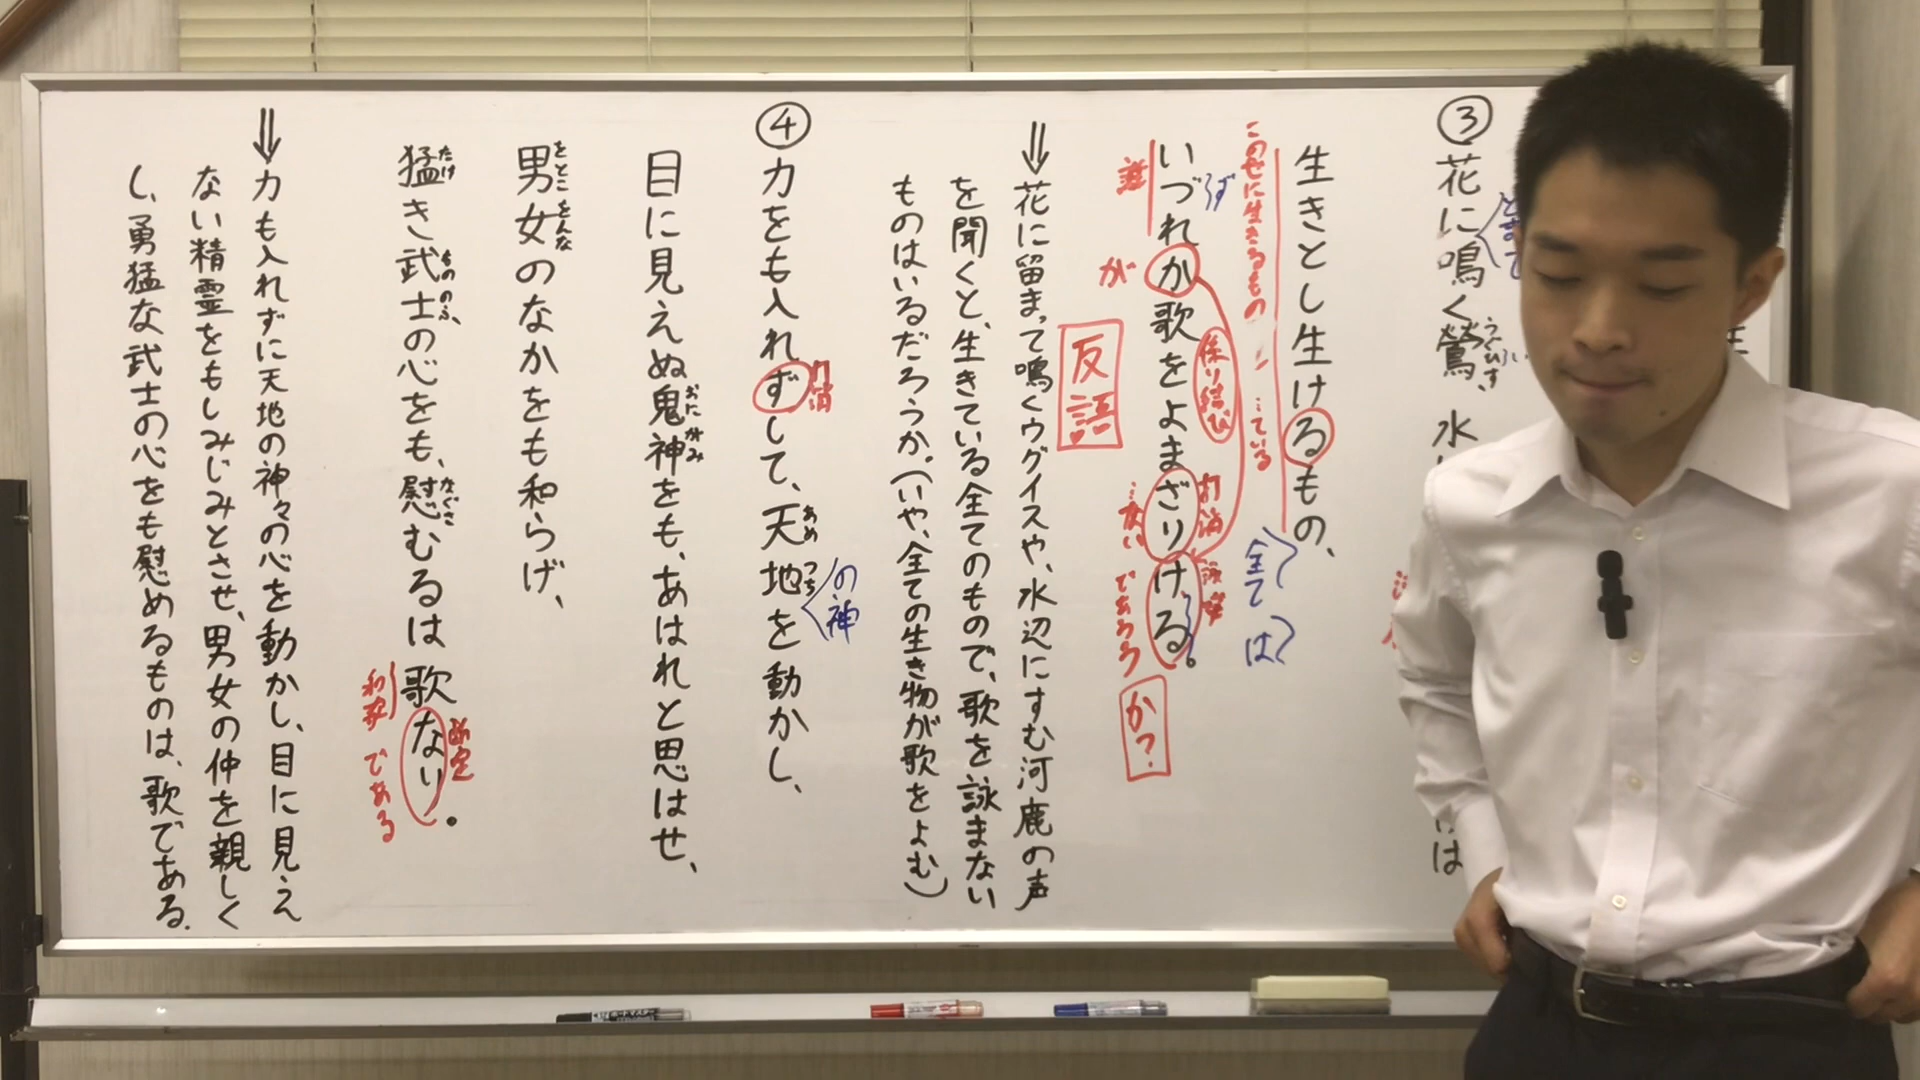 ③花に鳴く鶯、水
うぐひす
は
生きとし生けるもの、
この世に生きるもの
…ている
全て
は
いづれか歌をよまざりける。
ず
係り結び
打消
詠嘆
誰
が
…ない
であろう
か?
反語
⇓花に留まって鳴くウグイスや、水辺にすむ河鹿の声
を聞くと、生きている全てのもので、歌を詠まない
ものはいるだろうか。(いや、全ての生き物が歌をよむ)
④力をも入れずして、天地を動かし、
打消
あめ
つち
の神
目に見えぬ鬼神をも、あはれと思はせ、
おに
がみ
男女のなかをも和らげ、
をとこ
をんな
猛き武士の心をも、慰むるは歌なり。
たけ
もののふ
なぐさ
断定
和歌
である
⇓力も入れずに天地の神々の心を動かし、目に見え
ない精霊をもしみじみとさせ、男女の仲を親しく
し、勇猛な武士の心をも慰めるものは、歌である.